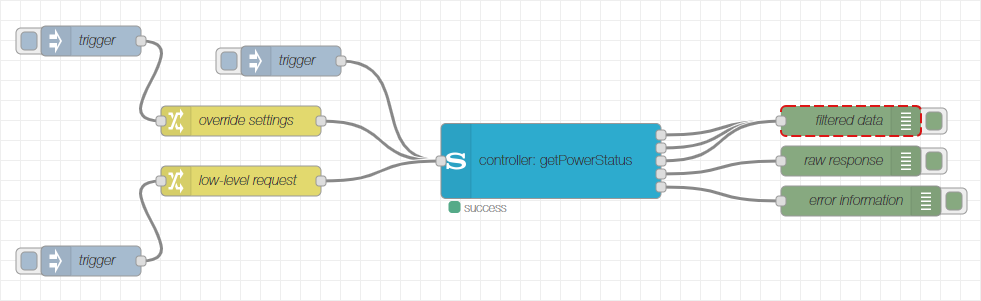 trigger
trigger
override settings
filtered data
controller: getPowerStatus
raw response
low-level request
error information
success
trigger